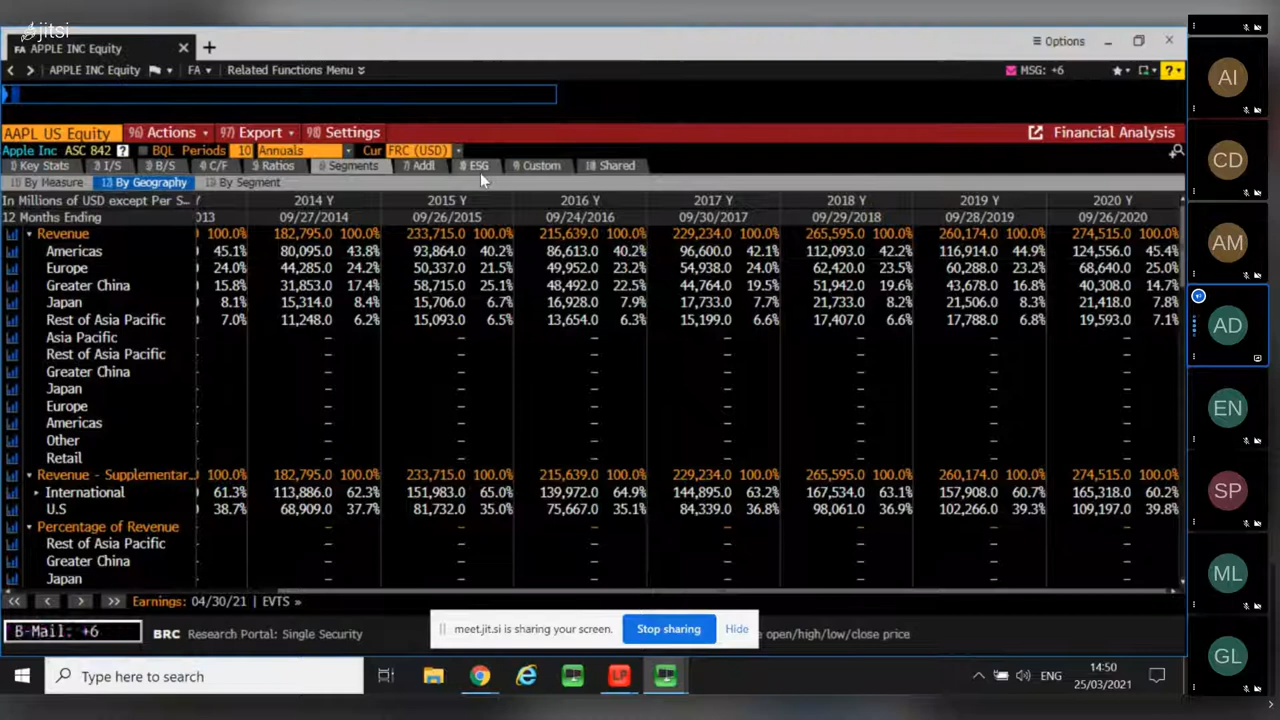 jitsi
FA APPLE INC Equity
Options
APPLE INC Equity FA Related Functions Menu MSG: +6 ?
AAPL US Equity 96) Actions 97) Export 98) Settings Financial Analysis
Apple Inc ASC 842 ? BQL Periods 10 Annuals Cur FRC (USD)
Key Stats I/S B/S C/F Ratios Segments Addl ESG Custom Shared
By Measure By Geography By Segment
In Millions of USD except Per S... Y 2014 Y 2015 Y 2016 Y 2017 Y 2018 Y 2019 Y 2020 Y
12 Months Ending 013 09/27/2014 09/26/2015 09/24/2016 09/30/2017 09/29/2018 09/28/2019 09/26/2020
Revenue 100.0% 182,795.0 100.0% 233,715.0 100.0% 215,639.0 100.0% 229,234.0 100.0% 265,595.0 100.0% 260,174.0 100.0% 274,515.0 100.0%
Americas 45.1% 80,095.0 43.8% 93,864.0 40.2% 86,613.0 40.2% 96,600.0 42.1% 112,093.0 42.2% 116,914.0 44.9% 124,556.0 45.4%
Europe 24.0% 44,285.0 24.2% 50,337.0 21.5% 49,952.0 23.2% 54,938.0 24.0% 62,420.0 23.5% 60,288.0 23.2% 68,640.0 25.0%
Greater China 15.8% 31,853.0 17.4% 58,715.0 25.1% 48,492.0 22.5% 44,764.0 19.5% 51,942.0 19.6% 43,678.0 16.8% 40,308.0 14.7%
Japan 8.1% 15,314.0 8.4% 15,706.0 6.7% 16,928.0 7.9% 17,733.0 7.7% 21,733.0 8.2% 21,506.0 8.3% 21,418.0 7.8%
Rest of Asia Pacific 7.0% 11,248.0 6.2% 15,093.0 6.5% 13,654.0 6.3% 15,199.0 6.6% 17,407.0 6.6% 17,788.0 6.8% 19,593.0 7.1%
Asia Pacific – – – – – – –
Rest of Asia Pacific – – – – – – –
Greater China – – – – – – –
Japan – – – – – – –
Europe – – – – – – –
Americas – – – – – – –
Other – – – – – – –
Retail – – – – – – –
Revenue - Supplementar... 100.0% 182,795.0 100.0% 233,715.0 100.0% 215,639.0 100.0% 229,234.0 100.0% 265,595.0 100.0% 260,174.0 100.0% 274,515.0 100.0%
International 61.3% 113,886.0 62.3% 151,983.0 65.0% 139,972.0 64.9% 144,895.0 63.2% 167,534.0 63.1% 157,908.0 60.7% 165,318.0 60.2%
U.S 38.7% 68,909.0 37.7% 81,732.0 35.0% 75,667.0 35.1% 84,339.0 36.8% 98,061.0 36.9% 102,266.0 39.3% 109,197.0 39.8%
Percentage of Revenue – – – – – – –
Rest of Asia Pacific – – – – – – –
Greater China – – – – – – –
Japan – – – – – – –
Earnings: 04/30/21 | EVTS »
B-Mail: +6 BRC Research Portal: Single Security
meet.jit.si is sharing your screen. Stop sharing Hide
open/high/low/close price
Type here to search
LP
ENG
14:50
25/03/2021
AI
CD
AM
AD
EN
SP
ML
GL